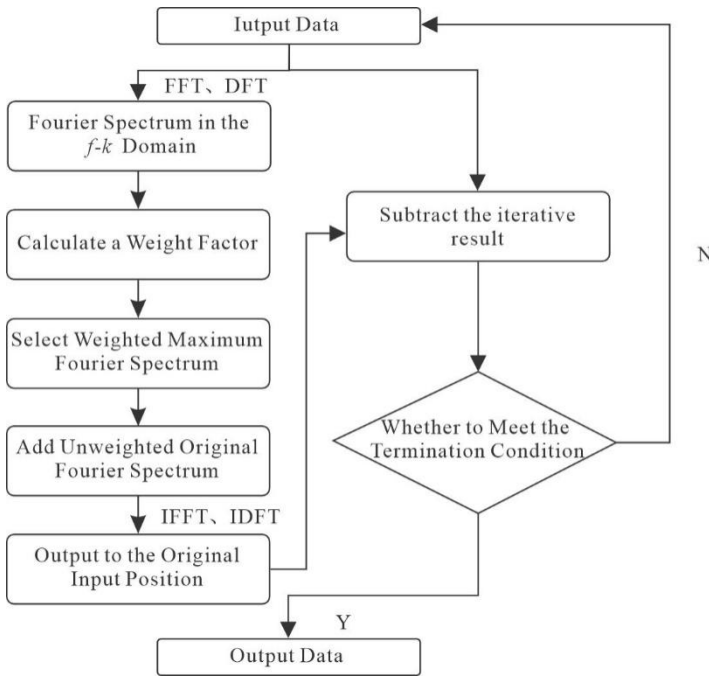 Iutput Data
FFT、DFT
Fourier Spectrum in the
f-k Domain
Calculate a Weight Factor
Select Weighted Maximum
Fourier Spectrum
Add Unweighted Original
Fourier Spectrum
IFFT、IDFT
Output to the Original
Input Position
Subtract the iterative
result
Whether to Meet the
Termination Condition
N
Y
Output Data